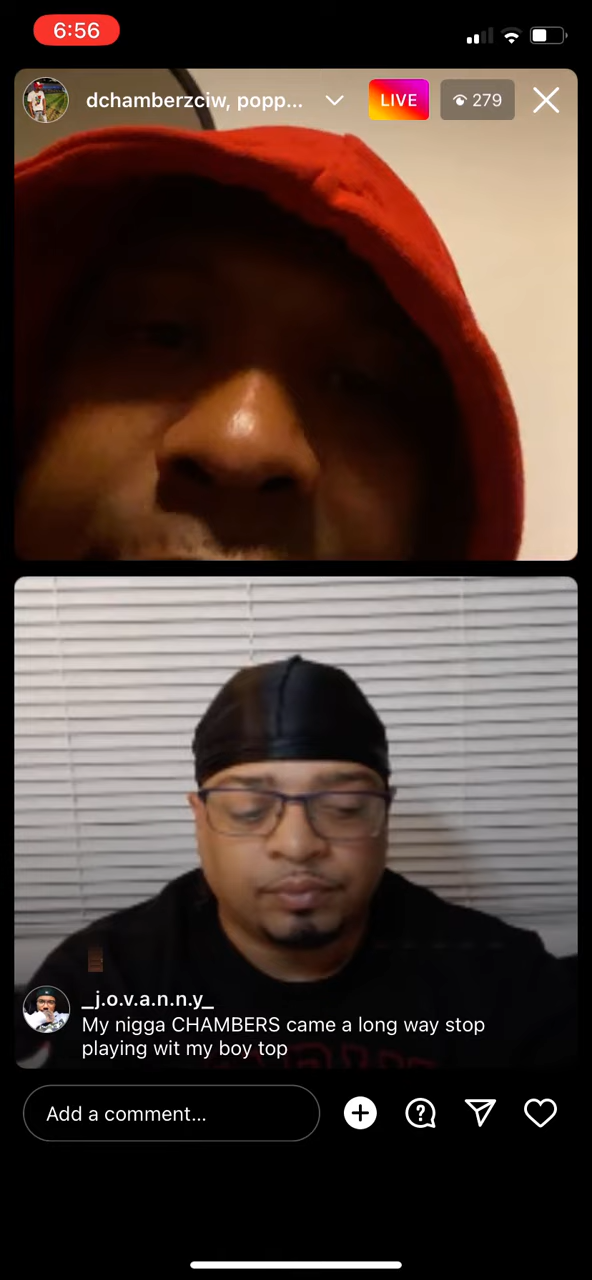 6:56
dchamberzciw, popp...
LIVE
279
_j.o.v.a.n.n.y_
My nigga CHAMBERS came a long way stop
playing wit my boy top
Add a comment...